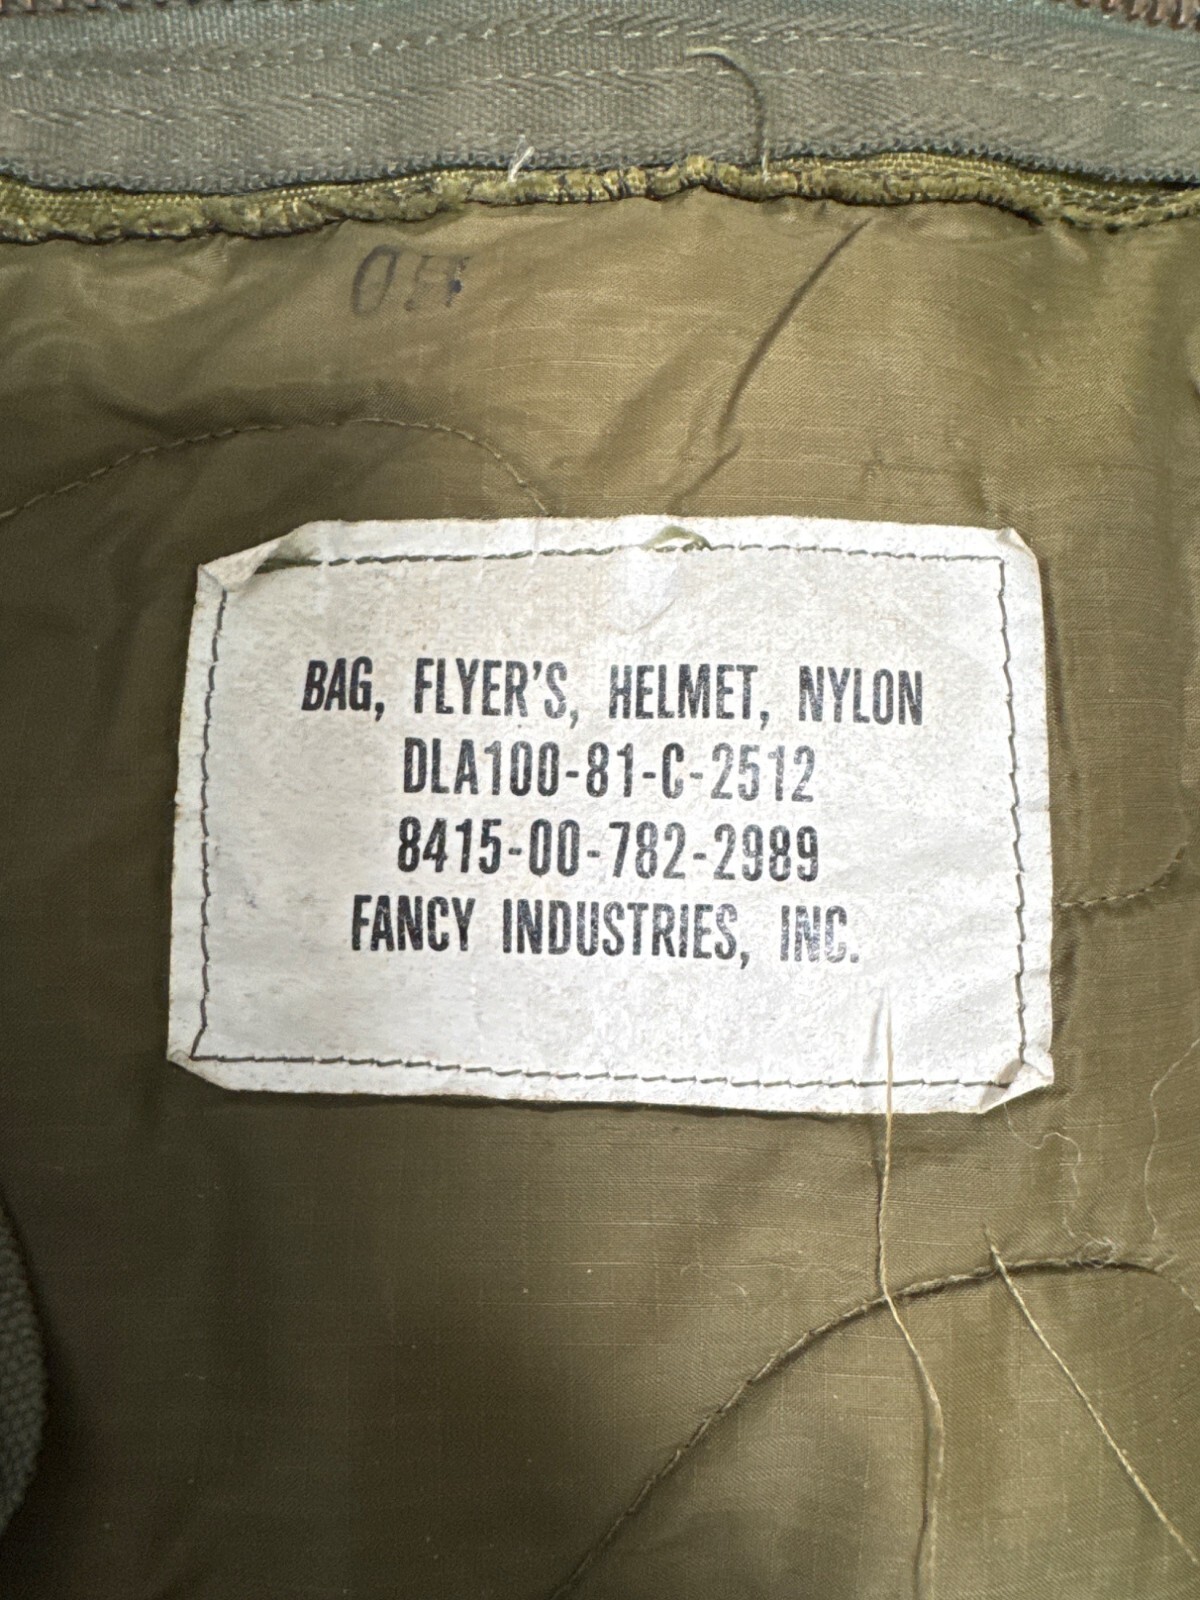 BAG, FLYER'S, HELMET, NYLON
DLA100-81-C-2512
8415-00-782-2989
FANCY INDUSTRIES, INC.